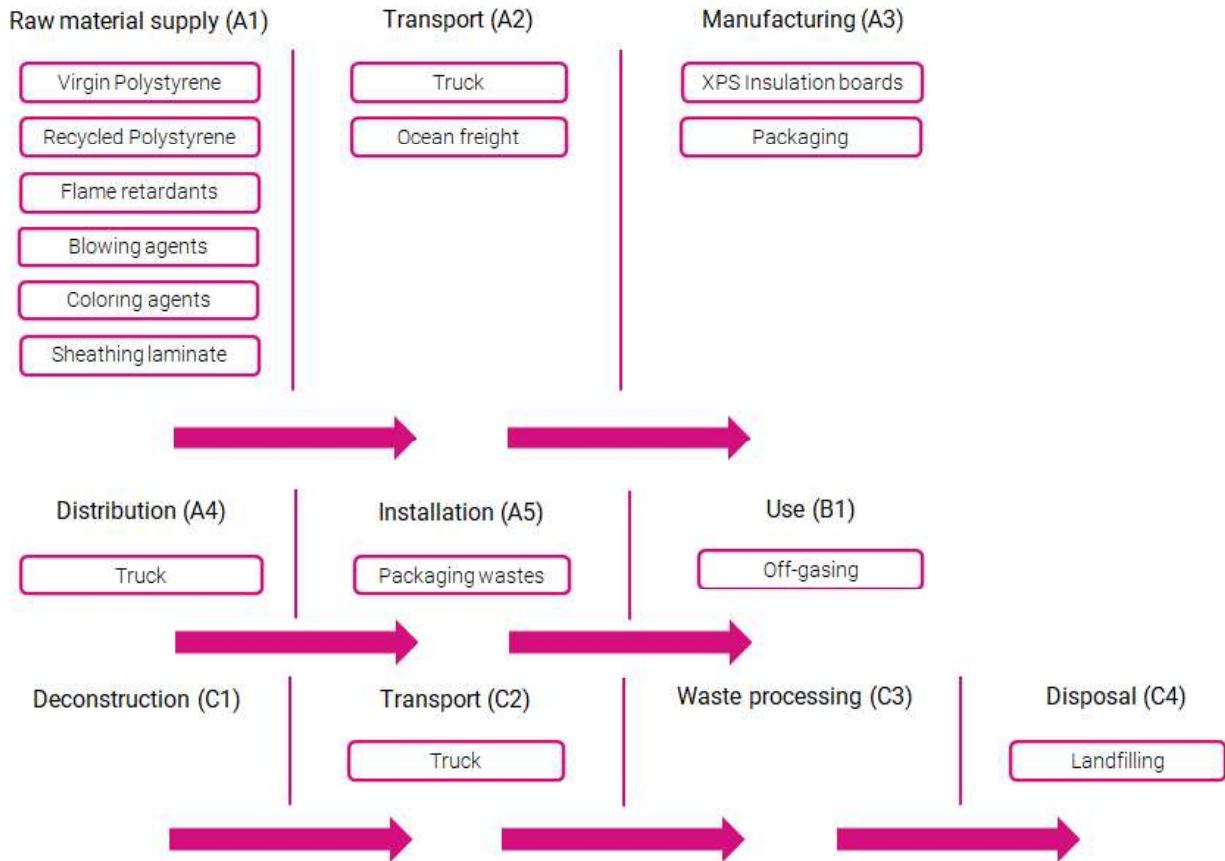 Raw material supply (A1)
Transport (A2)
Manufacturing (A3)
Virgin Polystyrene
Truck
XPS Insulation boards
Recycled Polystyrene
Ocean freight
Packaging
Flame retardants
Blowing agents
Coloring agents
Sheathing laminate
Distribution (A4)
Installation (A5)
Use (B1)
Truck
Packaging wastes
Off-gasing
Deconstruction (C1)
Transport (C2)
Waste processing (C3)
Disposal (C4)
Truck
Landfilling